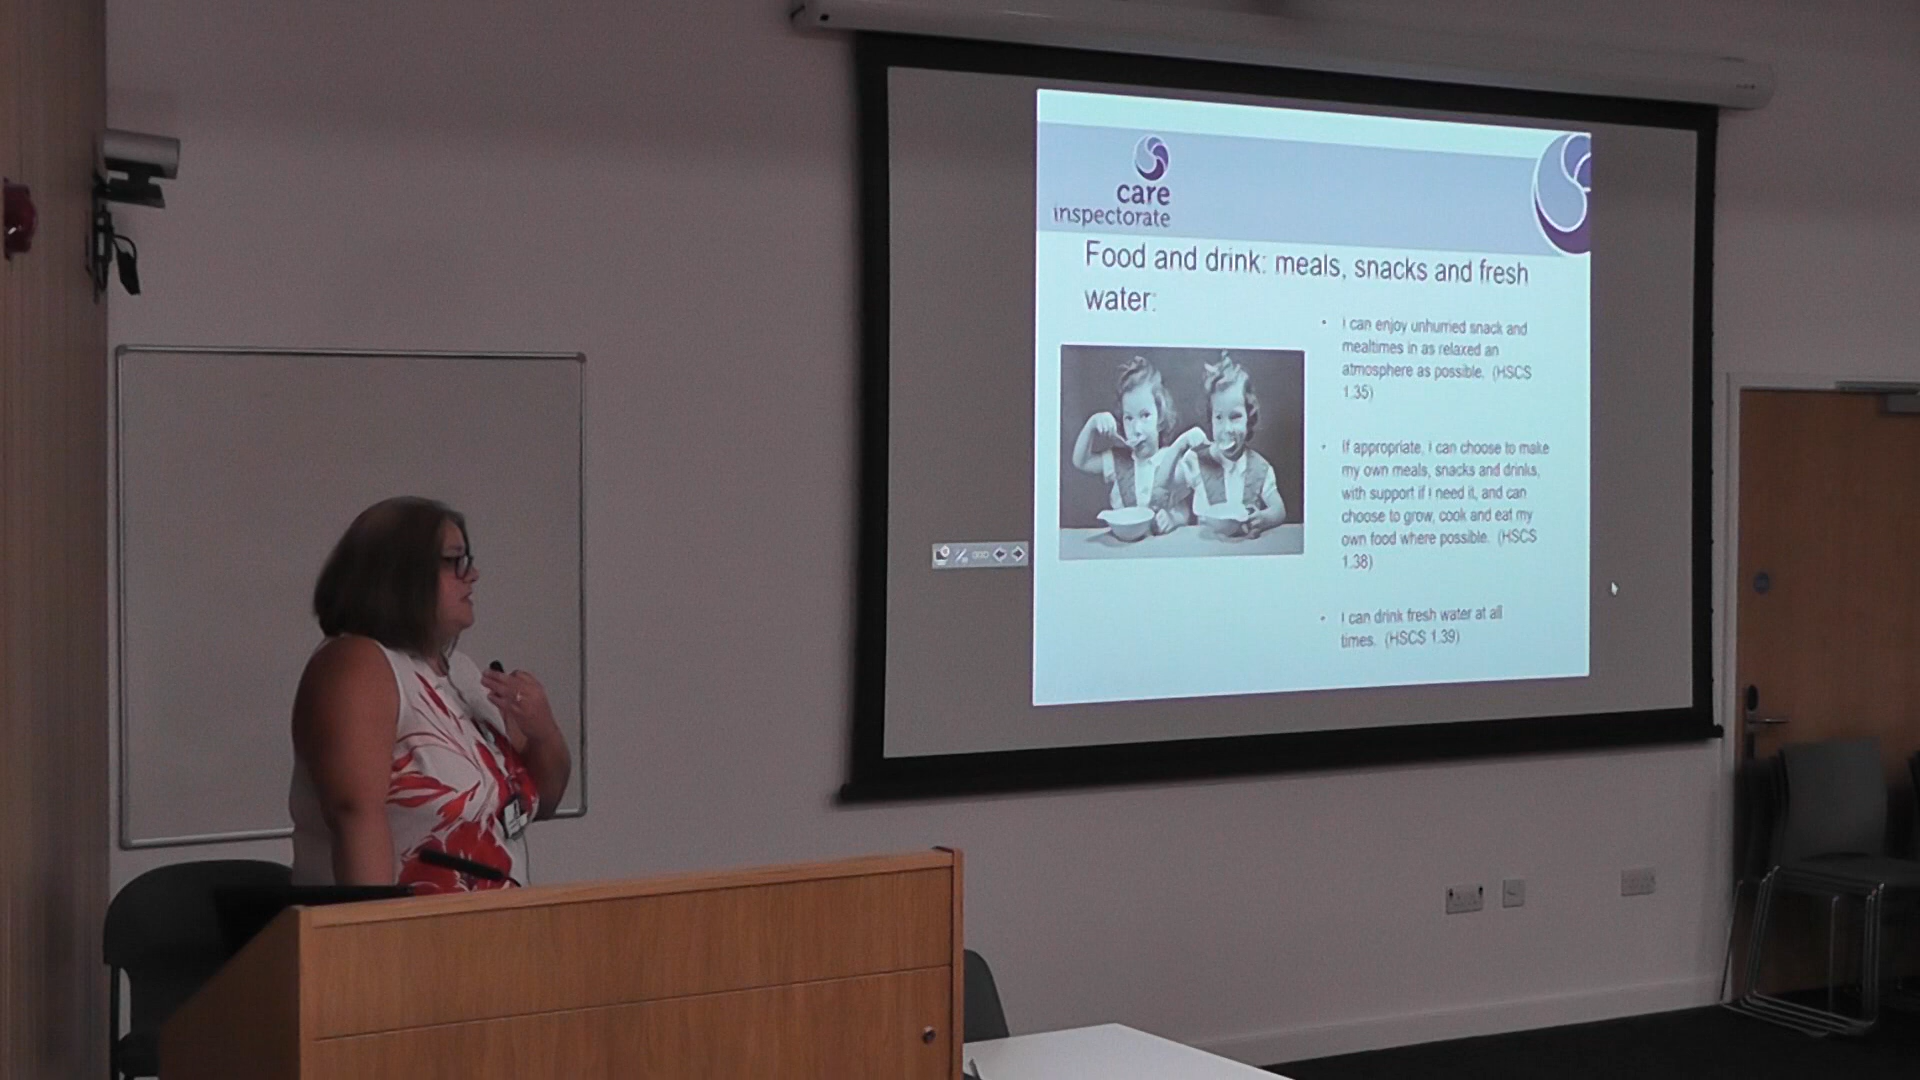 care
inspectorate
Food and drink: meals, snacks and fresh
water:
• I can enjoy unhurried snack and
mealtimes in as relaxed an
atmosphere as possible. (HSCS
1.35)
• If appropriate, I can choose to make
my own meals, snacks and drinks,
with support if I need it, and can
choose to grow, cook and eat my
own food where possible. (HSCS
1.38)
• I can drink fresh water at all
times. (HSCS 1.39)